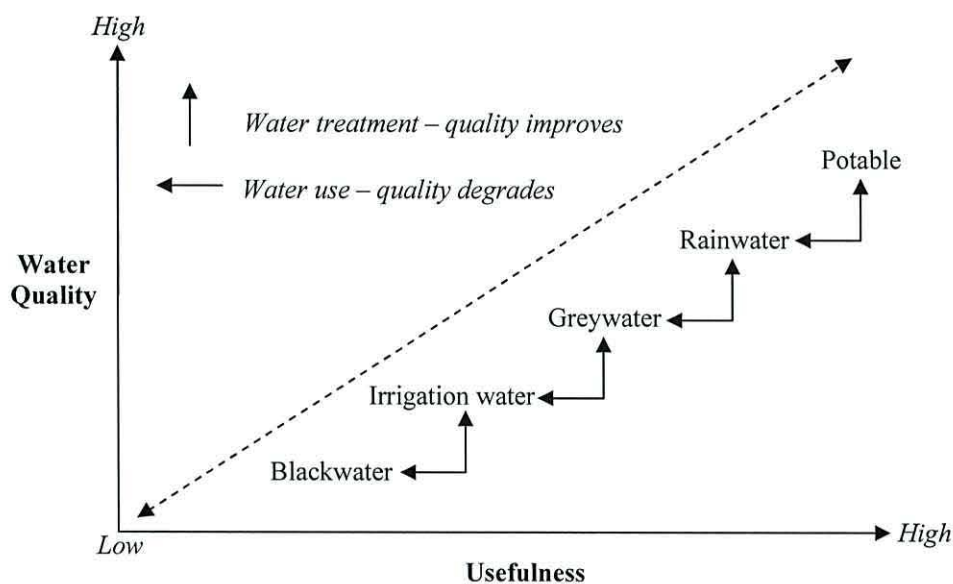 High
Water treatment – quality improves
Potable
Water use – quality degrades
Rainwater
Water
Quality
Greywater
Irrigation water
Blackwater
Low
High
Usefulness